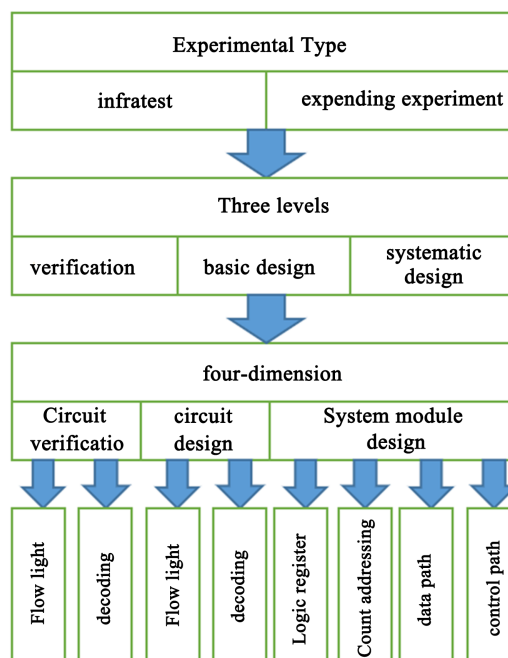 Experimental Type
infratest
expending experiment
Three levels
verification
basic design
systematic
design
four-dimension
Circuit
verificatio
circuit
design
System module
design
Flow light
decoding
Flow light
decoding
Logic register
Count addressing
data path
control path